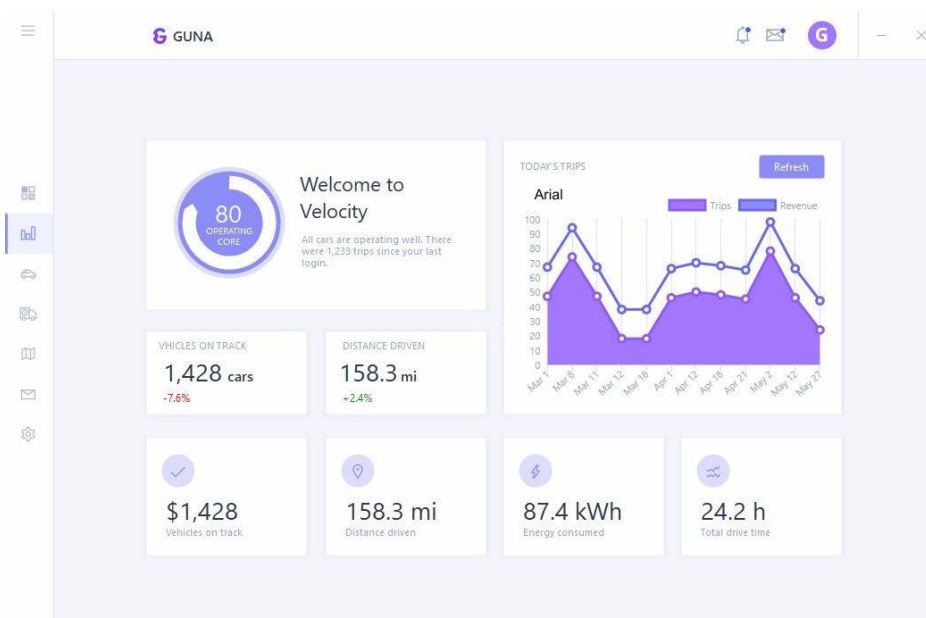 GUNA
G
80
OPERATING
CORE
Welcome to
Velocity
All cars are operating well. There
were 1,233 trips since your last
login.
TODAY'S TRIPS
Refresh
Arial
Trips
Revenue
100
90
80
70
60
50
40
30
20
10
0
Mar 1
Mar 8
Mar 11
Mar 12
Mar 18
Apr 1
Apr 12
Apr 18
Apr 21
May 2
May 12
May 27
VHICLES ON TRACK
1,428 cars
-7.6%
DISTANCE DRIVEN
158.3 mi
+2.4%
$1,428
Vehicles on track
158.3 mi
Distance driven
87.4 kWh
Energy consumed
24.2 h
Total drive time